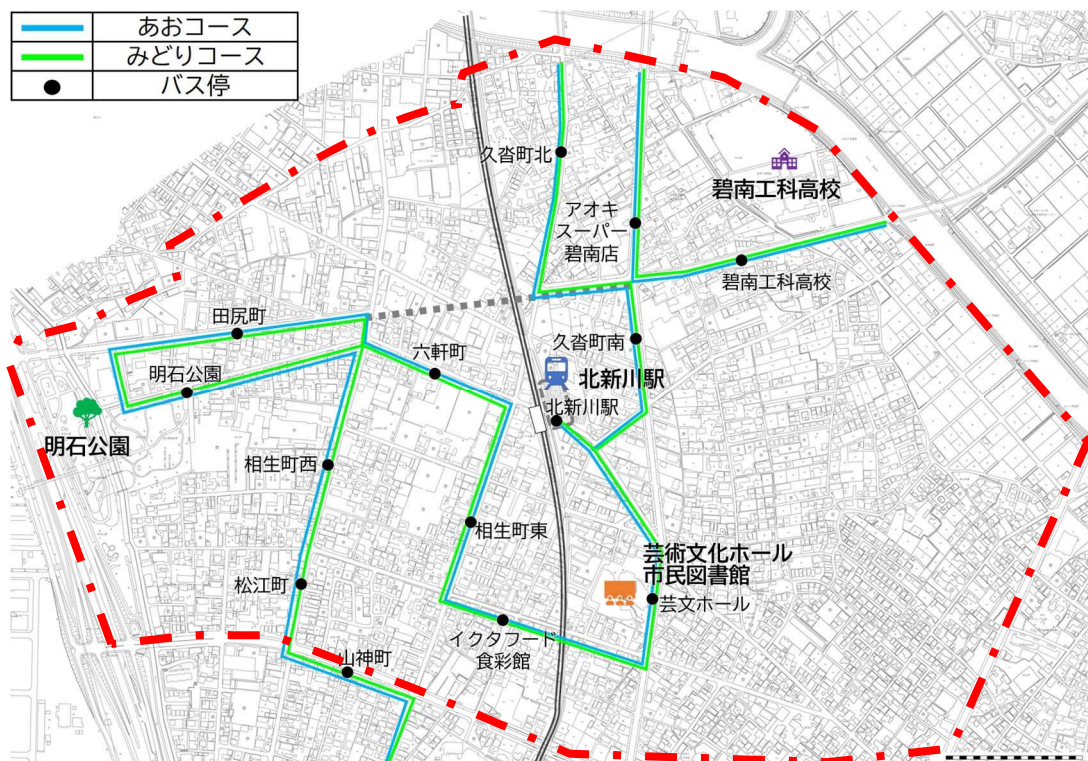 あおコース
みどりコース
バス停
久沓町北
碧南工科高校
アオキ
スーパー
碧南店
碧南工科高校
田尻町
久沓町南
六軒町
明石公園
北新川駅
北新川駅
明石公園
相生町西
相生町東
芸術文化ホール
市民図書館
松江町
芸文ホール
イクタフード
食彩館
山神町